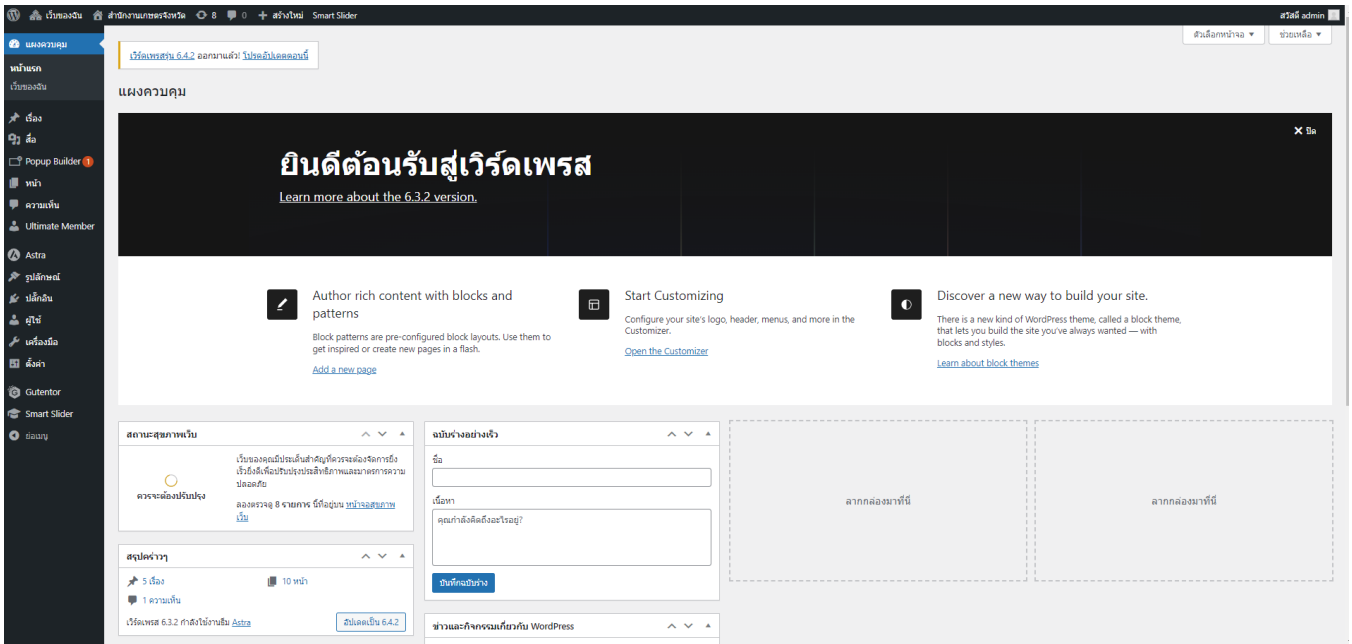 เว็บของฉัน สำนักงานเกษตรจังหวัด 8 0 สร้างใหม่ Smart Slider สวัสดี admin
แผงควบคุม
หน้าแรก
เว็บของฉัน
เรื่อง
สื่อ
Popup Builder 1
หน้า
ความเห็น
Ultimate Member
Astra
รูปลักษณ์
ปลั๊กอิน
ผู้ใช้
เครื่องมือ
ตั้งค่า
Gutentor
Smart Slider
ย่อเมนู
ตัวเลือกหน้าจอ ช่วยเหลือ
เวิร์ดเพรสรุ่น 6.4.2 ออกมาแล้ว! โปรดอัปเดตตอนนี้
แผงควบคุม
ปิด
ยินดีต้อนรับสู่เวิร์ดเพรส
Learn more about the 6.3.2 version.
Author rich content with blocks and
patterns
Block patterns are pre-configured block layouts. Use them to
get inspired or create new pages in a flash.
Add a new page
Start Customizing
Configure your site's logo, header, menus, and more in the
Customizer.
Open the Customizer
Discover a new way to build your site.
There is a new kind of WordPress theme, called a block theme,
that lets you build the site you've always wanted — with
blocks and styles.
Learn about block themes
สถานะสุขภาพเว็บ
ควรจะต้องปรับปรุง
เว็บของคุณมีประเด็นสำคัญที่ควรจะต้องจัดการยิ่ง
เร็วยิ่งดีเพื่อปรับปรุงประสิทธิภาพและมาตรการความ
ปลอดภัย
ลองตรวจดู 8 รายการ นี้ที่อยู่บน หน้าจอสุขภาพ
เว็บ
สรุปคร่าวๆ
5 เรื่อง 10 หน้า
1 ความเห็น
เวิร์ดเพรส 6.3.2 กำลังใช้งานธีม Astra อัปเดตเป็น 6.4.2
ฉบับร่างอย่างเร็ว
ชื่อ
เนื้อหา
คุณกำลังคิดถึงอะไรอยู่?
บันทึกฉบับร่าง
ข่าวและกิจกรรมเกี่ยวกับ WordPress
ลากกล่องมาที่นี่
ลากกล่องมาที่นี่